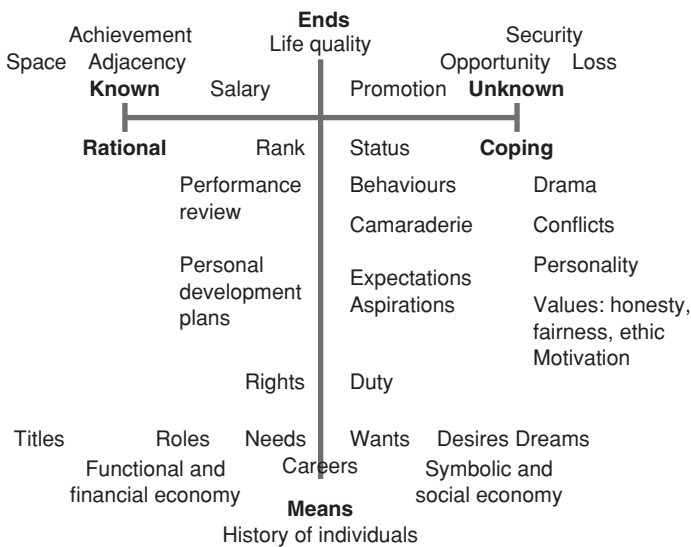 Ends
Achievement Life quality Security
Space Adjacency Opportunity Loss
Known Salary Promotion Unknown
Rational Rank Status Coping
Performance
review
Behaviours Drama
Camaraderie Conflicts
Personal
development
plans
Expectations
Aspirations
Personality
Values: honesty,
fairness, ethic
Motivation
Rights Duty
Titles Roles Needs Wants Desires Dreams
Functional and
financial economy
Careers
Symbolic and
social economy
Means
History of individuals